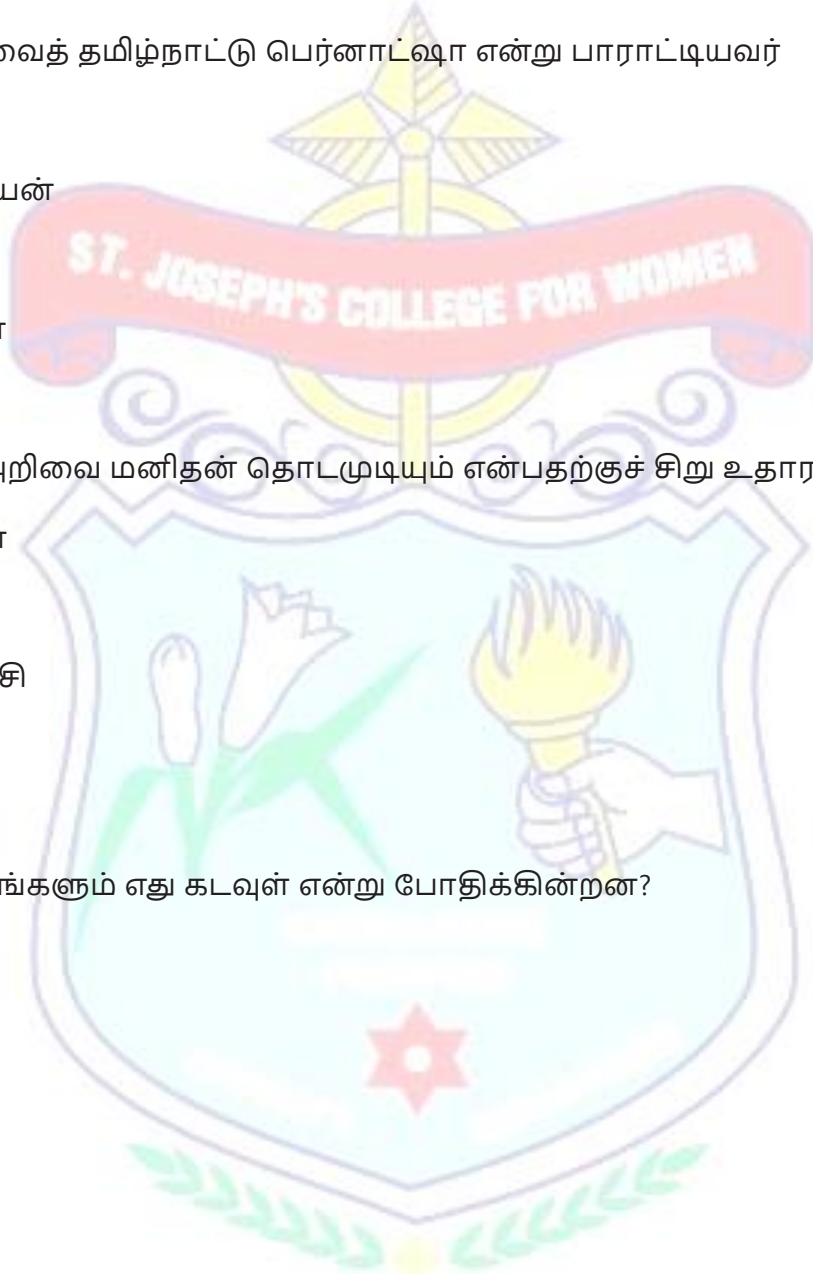 வைத் தமிழ்நாட்டு பெர்னாட்ஷா என்று பாராட்டியவர்
யன்
ST. JOSEPH'S COLLEGE FOR WOMEN
றிவை மனிதன் தொடமுடியும் என்பதற்குச் சிறு உதார
சி
ங்களும் எது கடவுள் என்று போதிக்கின்றன?